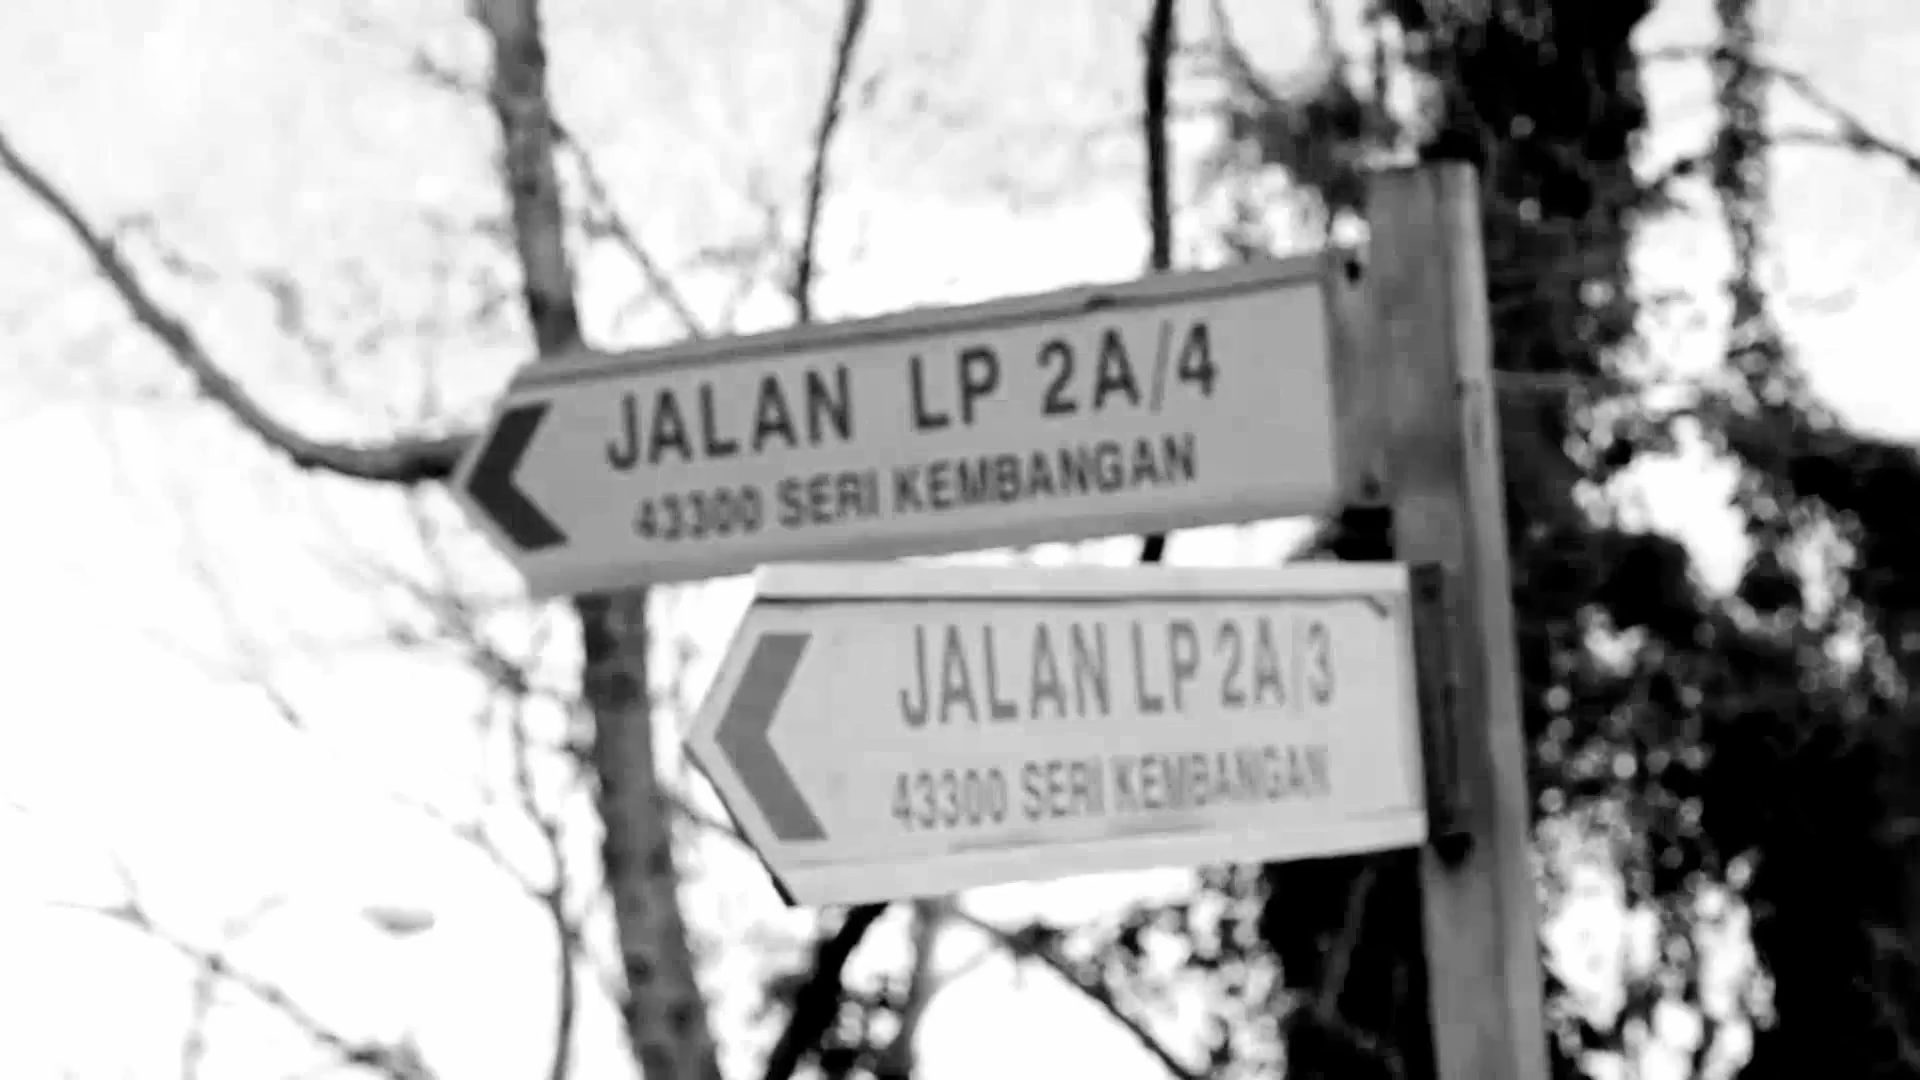 JALAN LP 2A/4
43300 SERI KEMBANGAN
JALAN LP 2A/3
43300 SERI KEMBANGAN